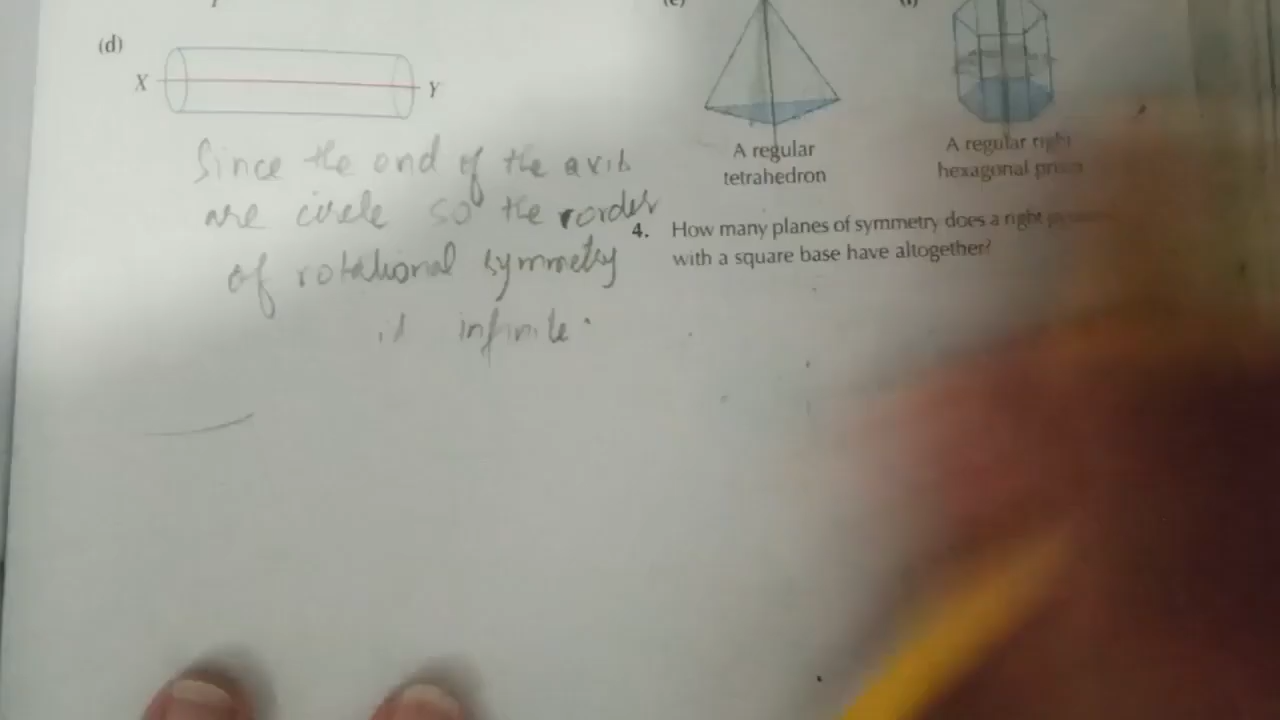 (d)
X
Y
Since the end of the axis
are circle so the rorder
of rotational symmetry
is infinite.
A regular
tetrahedron
A regular right
hexagonal prism
4. How many planes of symmetry does a right
with a square base have altogether?